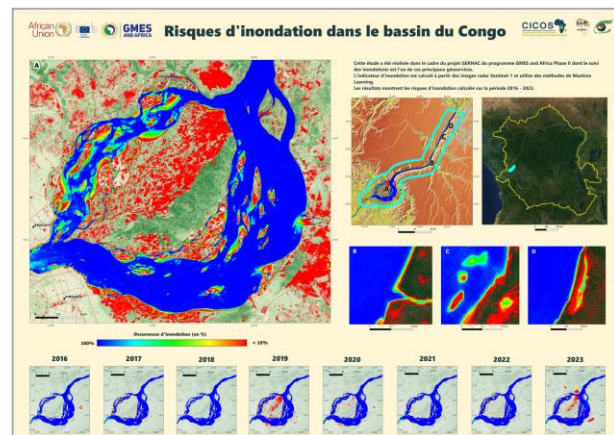 African Union
GMES
AND AFRICA
Risques d'inondation dans le bassin du Congo
CICOS
Cette étude a été réalisée dans le cadre du projet GERNAC du programme GMES and Africa Phase II dont le suivi
des inondations est l'un de ces principaux géoservices.
L'indicateur d'inondation est calculé à partir des images radar Sentinel-1 et utilise des méthodes de Machine
Learning.
Les résultats montrent les risques d'inondation calculés sur la période 2016 - 2023.
A
A
B
C
D
B
C
D
Occurrence d'inondation (en %)
100%
< 10%
2016
2017
2018
2019
2020
2021
2022
2023